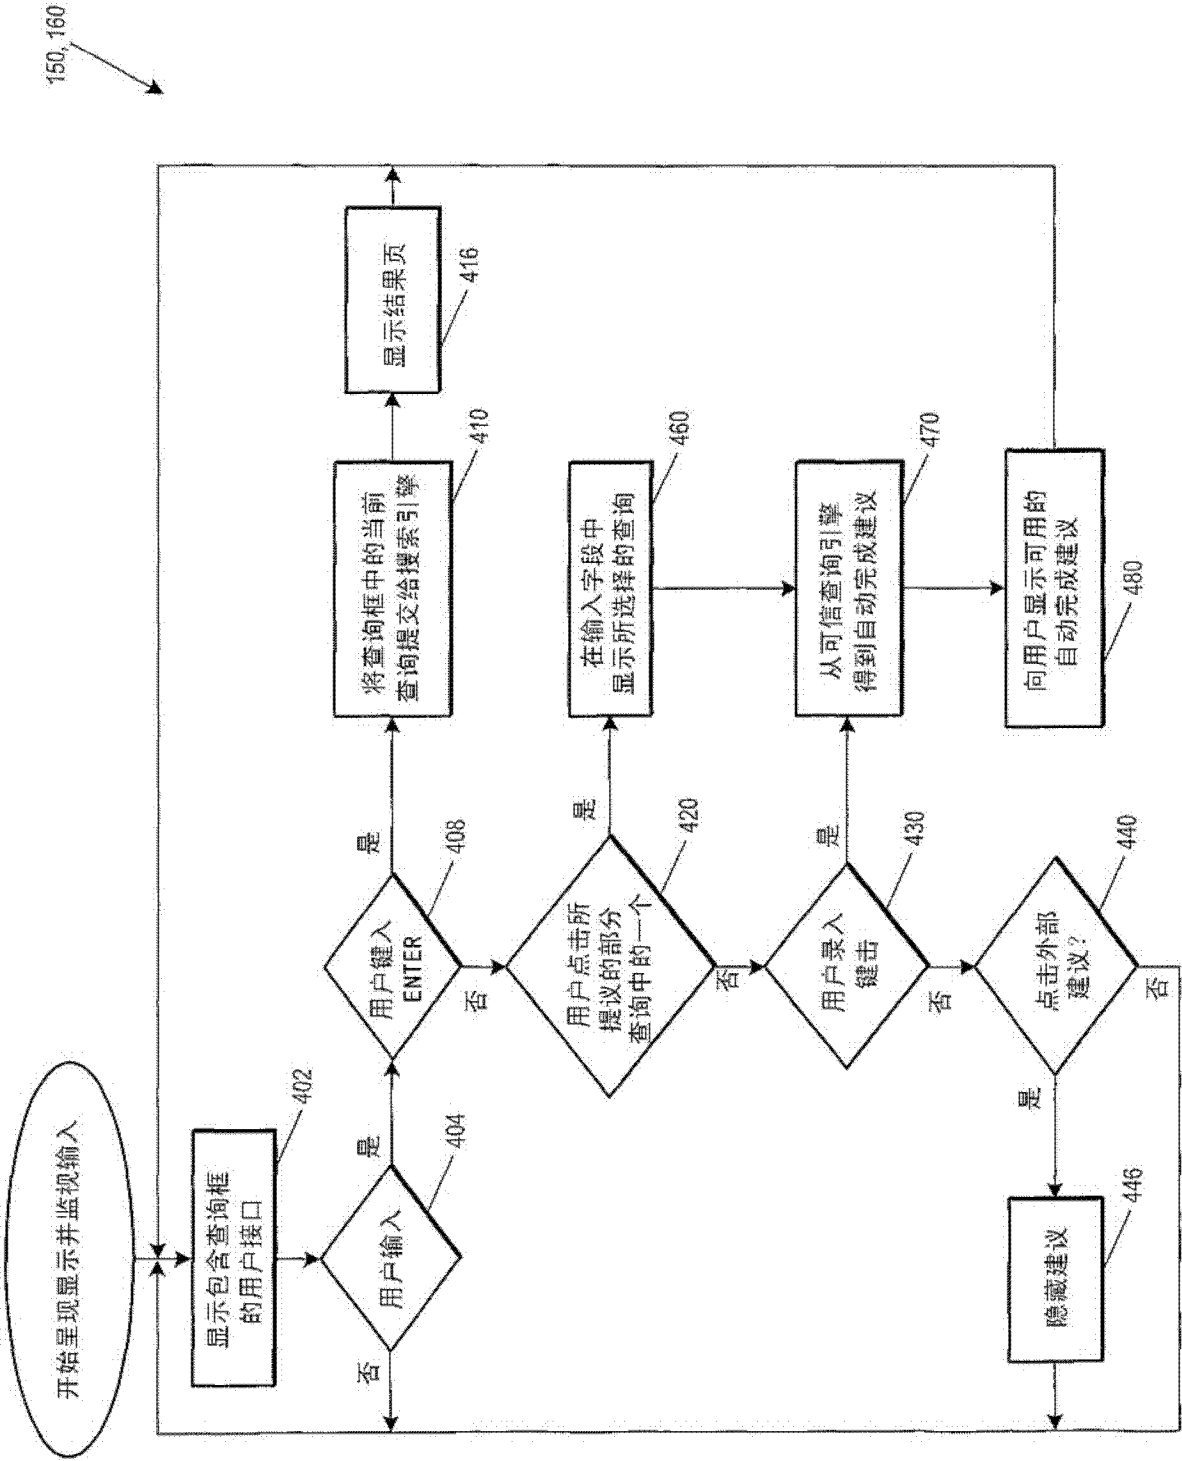 150, 160
开始呈现显示并监视输入
显示包含查询框
的用户接口
402
用户输入
404
是
否
用户键入
ENTER
408
是
否
将查询框中的当前
查询提交给搜索引擎
410
显示结果页
416
用户点击所
提议的部分
查询中的一个
420
是
否
在输入字段中
显示所选择的查询
460
用户录入
键击
430
是
否
从可信查询引擎
得到自动完成建议
470
向用户显示可用的
自动完成建议
480
点击外部
建议?
440
是
否
隐藏建议
446